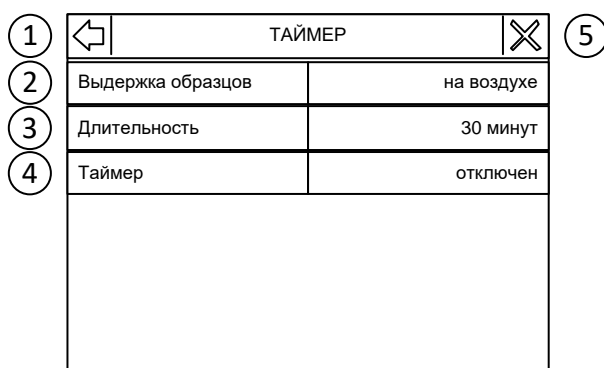 1 ТАЙМЕР 5
2 Выдержка образцов на воздухе
3 Длительность 30 минут
4 Таймер отключен